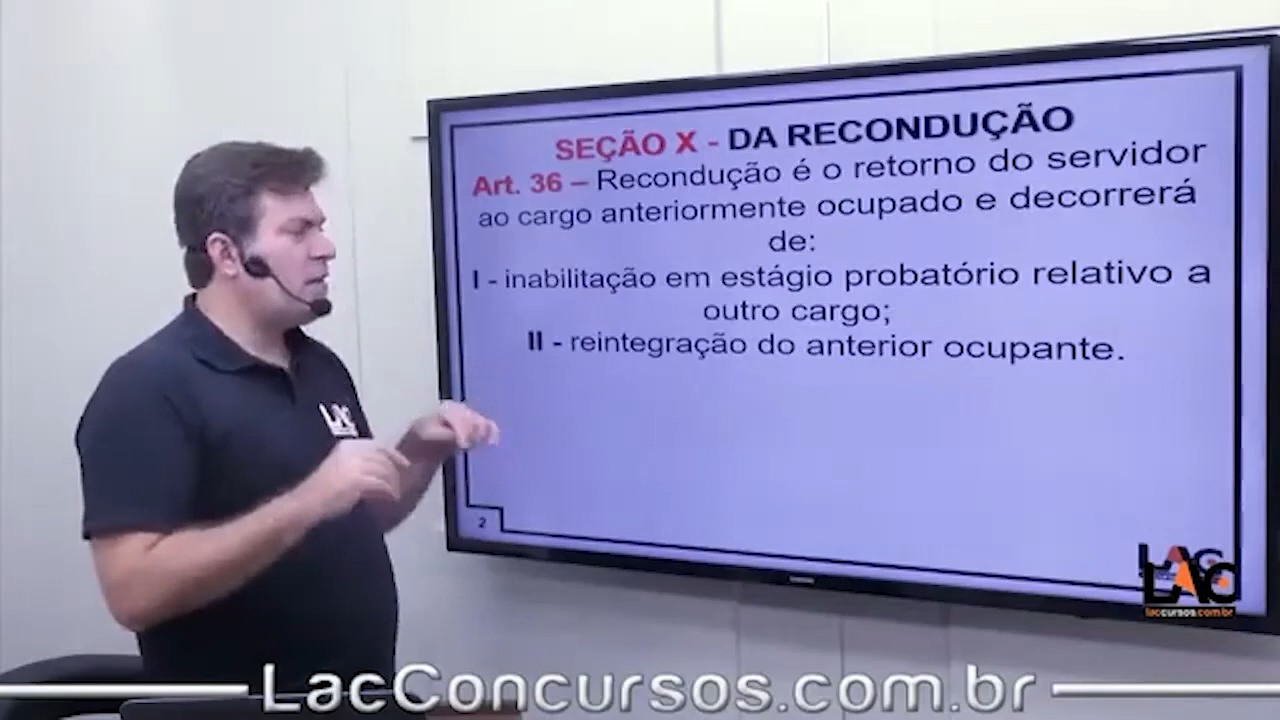 SEÇÃO X - DA RECONDUÇÃO
Art. 36 – Recondução é o retorno do servidor
ao cargo anteriormente ocupado e decorrerá
de:
I - inabilitação em estágio probatório relativo a
outro cargo;
II - reintegração do anterior ocupante.
2
LAC
LAC
laccursos.com.br
LacConcursos.com.br